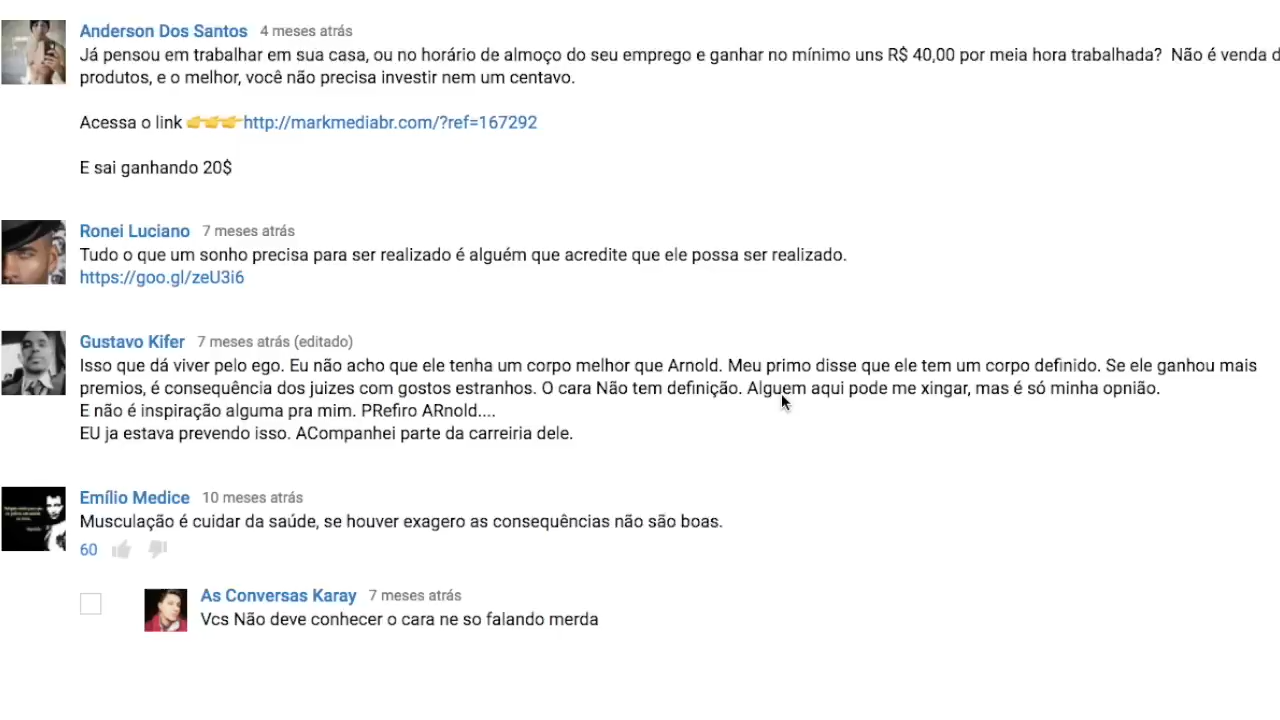 Anderson Dos Santos 4 meses atrás
Já pensou em trabalhar em sua casa, ou no horário de almoço do seu emprego e ganhar no mínimo uns R$ 40,00 por meia hora trabalhada? Não é venda d
produtos, e o melhor, você não precisa investir nem um centavo.
Acessa o link 👉👉👉http://markmediabr.com/?ref=167292
E sai ganhando 20$
Ronei Luciano 7 meses atrás
Tudo o que um sonho precisa para ser realizado é alguém que acredite que ele possa ser realizado.
https://goo.gl/zeU3i6
Gustavo Kifer 7 meses atrás (editado)
Isso que dá viver pelo ego. Eu não acho que ele tenha um corpo melhor que Arnold. Meu primo disse que ele tem um corpo definido. Se ele ganhou mais
premios, é consequência dos juizes com gostos estranhos. O cara Não tem definição. Alguem aqui pode me xingar, mas é só minha opnião.
E não é inspiração alguma pra mim. PRefiro ARnold....
EU ja estava prevendo isso. ACompanhei parte da carreiria dele.
Emílio Medice 10 meses atrás
Musculação é cuidar da saúde, se houver exagero as consequências não são boas.
60
As Conversas Karay 7 meses atrás
Vcs Não deve conhecer o cara ne so falando merda